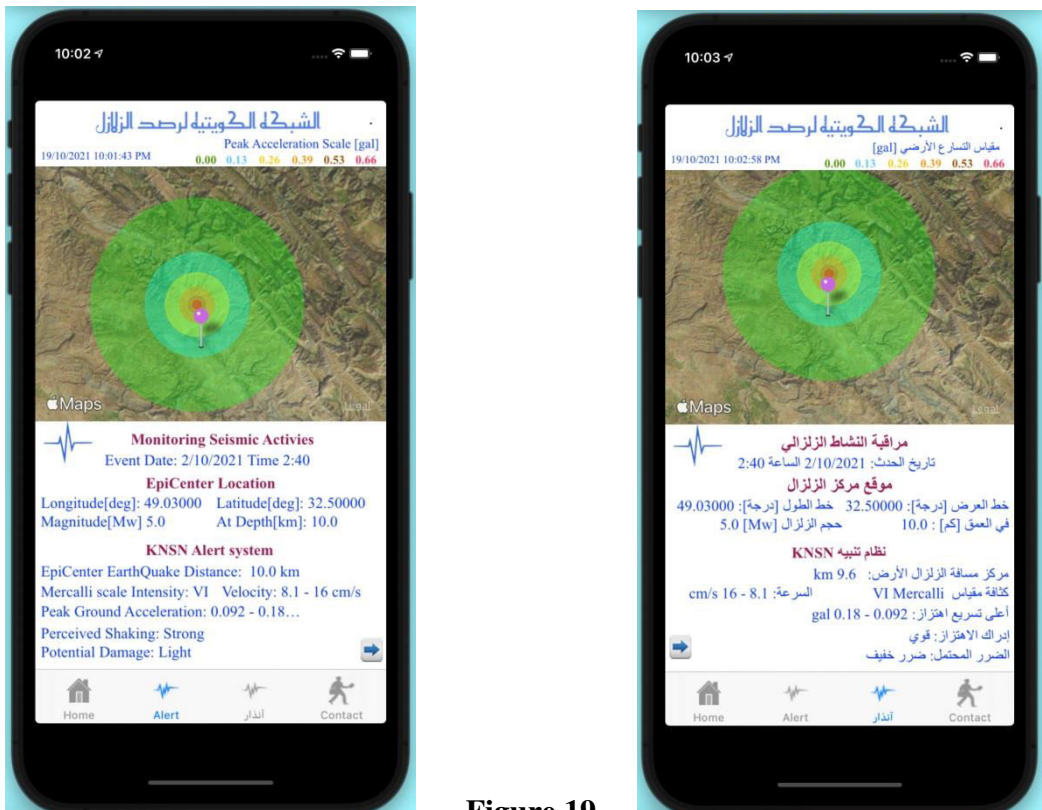 10:02
الشبكة الكويتية لرصد الزلازل
Peak Acceleration Scale [gal]
19/10/2021 10:01:43 PM 0.00 0.13 0.26 0.39 0.53 0.66
Maps
Legal
Monitoring Seismic Activies
Event Date: 2/10/2021 Time 2:40
EpiCenter Location
Longitude[deg]: 49.03000 Latitude[deg]: 32.50000
Magnitude[Mw] 5.0 At Depth[km]: 10.0
KNSN Alert system
EpiCenter EarthQuake Distance: 10.0 km
Mercalli scale Intensity: VI Velocity: 8.1 - 16 cm/s
Peak Ground Acceleration: 0.092 - 0.18…
Perceived Shaking: Strong
Potential Damage: Light
Home Alert آنذار Contact
10:03
الشبكة الكويتية لرصد الزلازل
مقياس التسارع الأرضي [gal]
19/10/2021 10:02:58 PM 0.00 0.13 0.26 0.39 0.53 0.66
Maps
Legal
مراقبة النشاط الزلزالي
تاريخ الحدث: 2/10/2021 الساعة 2:40
موقع مركز الزلزال
خط العرض [درجة]: 32.50000 خط الطول [درجة]: 49.03000
في العمق [كم] : 10.0 حجم الزلزال [Mw] 5.0
نظام تنبيه KNSN
مركز مسافة الزلزال الأرض: 9.6 km
كثافة مقياس VI Mercalli السرعة: 8.1 - 16 cm/s
أعلى تسريع اهتزاز: 0.092 - 0.18 gal
إدراك الاهتزاز: قوي
الضرر المحتمل: ضرر خفيف
Home Alert آنذار Contact
Figure 19